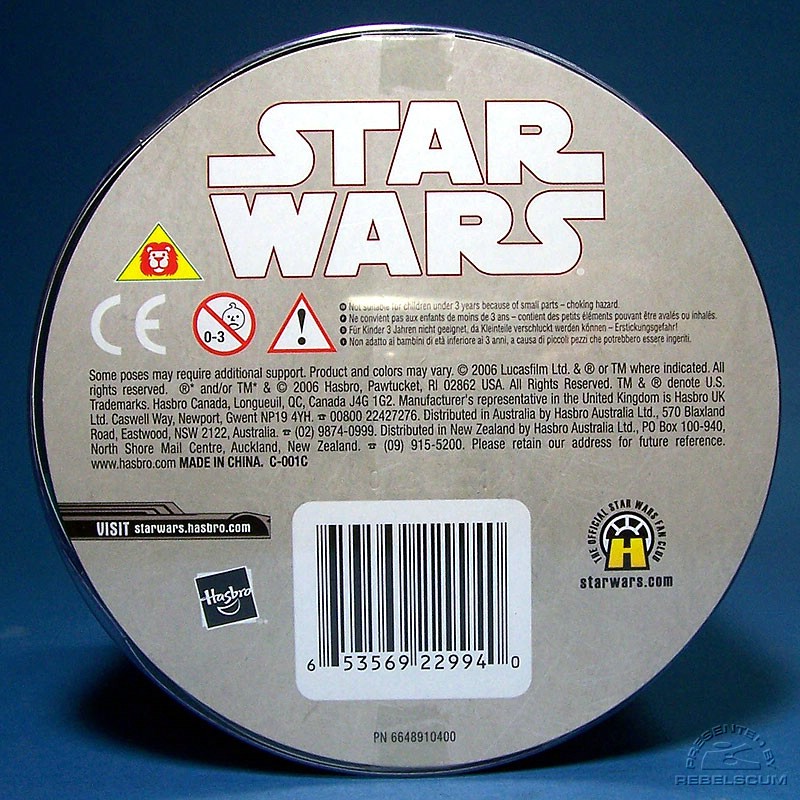 STAR
WARS®
CE
0-3
Not suitable for children under 3 years because of small parts – choking hazard.
Ne convient pas aux enfants de moins de 3 ans – contient des petits éléments pouvant être avalés ou inhalés.
Für Kinder 3 Jahren nicht geeignet, da Kleinteile verschluckt werden können – Erstickungsgefahr!
Non adatto ai bambini di età inferiore ai 3 anni, a causa di piccoli pezzi che potrebbero essere ingeriti.
Some poses may require additional support. Product and colors may vary. © 2006 Lucasfilm Ltd. & ® or TM where indicated. All
rights reserved. ®* and/or TM* & © 2006 Hasbro, Pawtucket, RI 02862 USA. All Rights Reserved. TM & ® denote U.S.
Trademarks. Hasbro Canada, Longueuil, QC, Canada J4G 1G2. Manufacturer's representative in the United Kingdom is Hasbro UK
Ltd. Caswell Way, Newport, Gwent NP19 4YH. ☎ 00800 22427276. Distributed in Australia by Hasbro Australia Ltd., 570 Blaxland
Road, Eastwood, NSW 2122, Australia. ☎ (02) 9874-0999. Distributed in New Zealand by Hasbro Australia Ltd., PO Box 100-940,
North Shore Mail Centre, Auckland, New Zealand. ☎ (09) 915-5200. Please retain our address for future reference.
www.hasbro.com MADE IN CHINA. C-001C
VISIT starwars.hasbro.com
THE OFFICIAL STAR WARS FAN CLUB
H
starwars.com
Hasbro®
6 53569 22994 0
PN 6648910400
PRESENTED BY
REBELSCUM